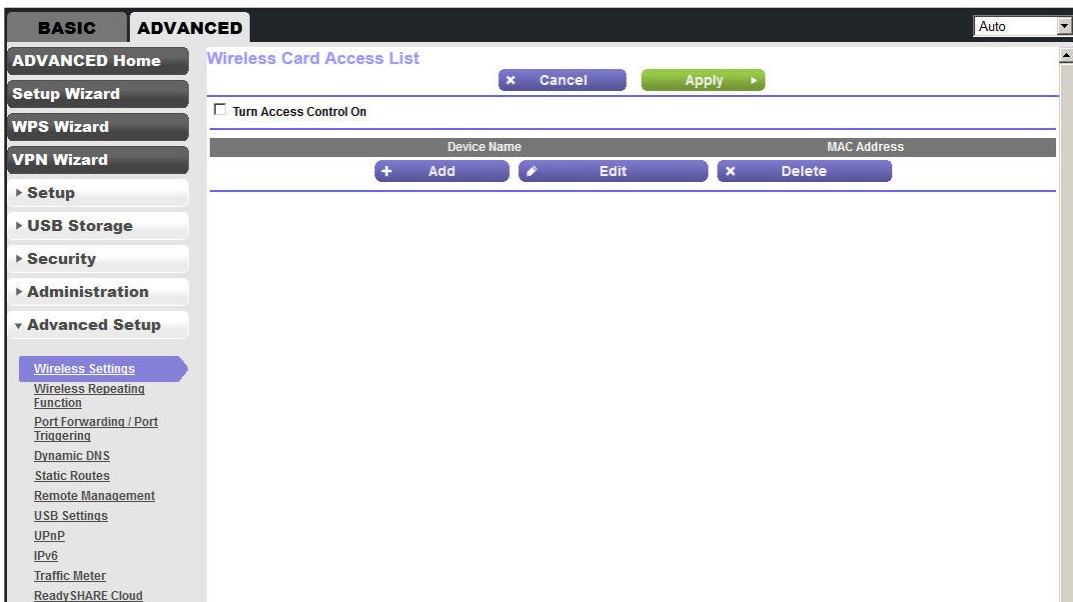 BASIC
ADVANCED
Auto
ADVANCED Home
Setup Wizard
WPS Wizard
VPN Wizard
Setup
USB Storage
Security
Administration
Advanced Setup
Wireless Settings
Wireless Repeating
Function
Port Forwarding / Port
Triggering
Dynamic DNS
Static Routes
Remote Management
USB Settings
UPnP
IPv6
Traffic Meter
ReadySHARE Cloud
Wireless Card Access List
Cancel
Apply
Turn Access Control On
Device Name
MAC Address
Add
Edit
Delete